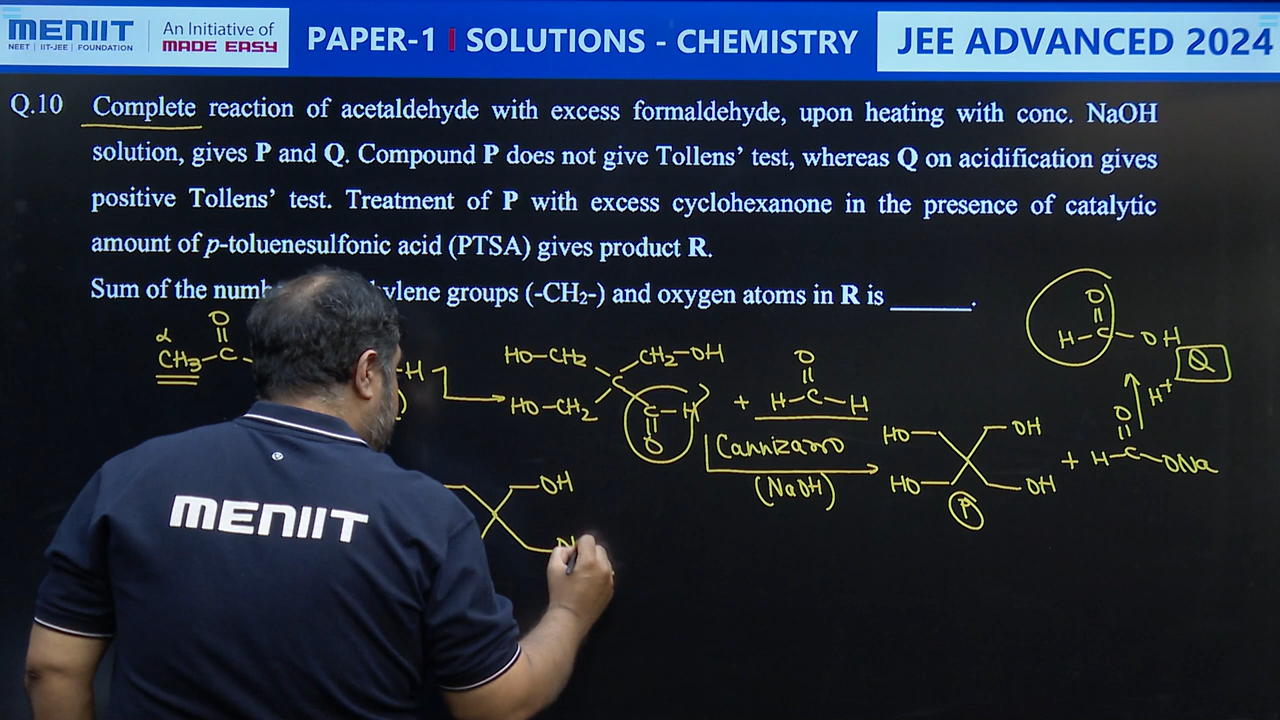 MENIIT
NEET | IIT-JEE | FOUNDATION
An Initiative of
MADE EASY
PAPER-1 | SOLUTIONS - CHEMISTRY
JEE ADVANCED 2024
Q.10 Complete reaction of acetaldehyde with excess formaldehyde, upon heating with conc. NaOH
solution, gives P and Q. Compound P does not give Tollens' test, whereas Q on acidification gives
positive Tollens' test. Treatment of P with excess cyclohexanone in the presence of catalytic
amount of p-toluenesulfonic acid (PTSA) gives product R.
Sum of the groups (-CH₂-) and oxygen atoms in R is ______.
α
O
CH₃-C-
-H
)
HO-CH₂
CH₂-OH
C
HO-CH₂
C-H
O
+
O
H-C-H
Cannizarro
(NaOH)
HO
OH
HO
OH
P
+
O
H-C-ONa
H⁺
O
H-C-OH
Q
OH
MENIIT